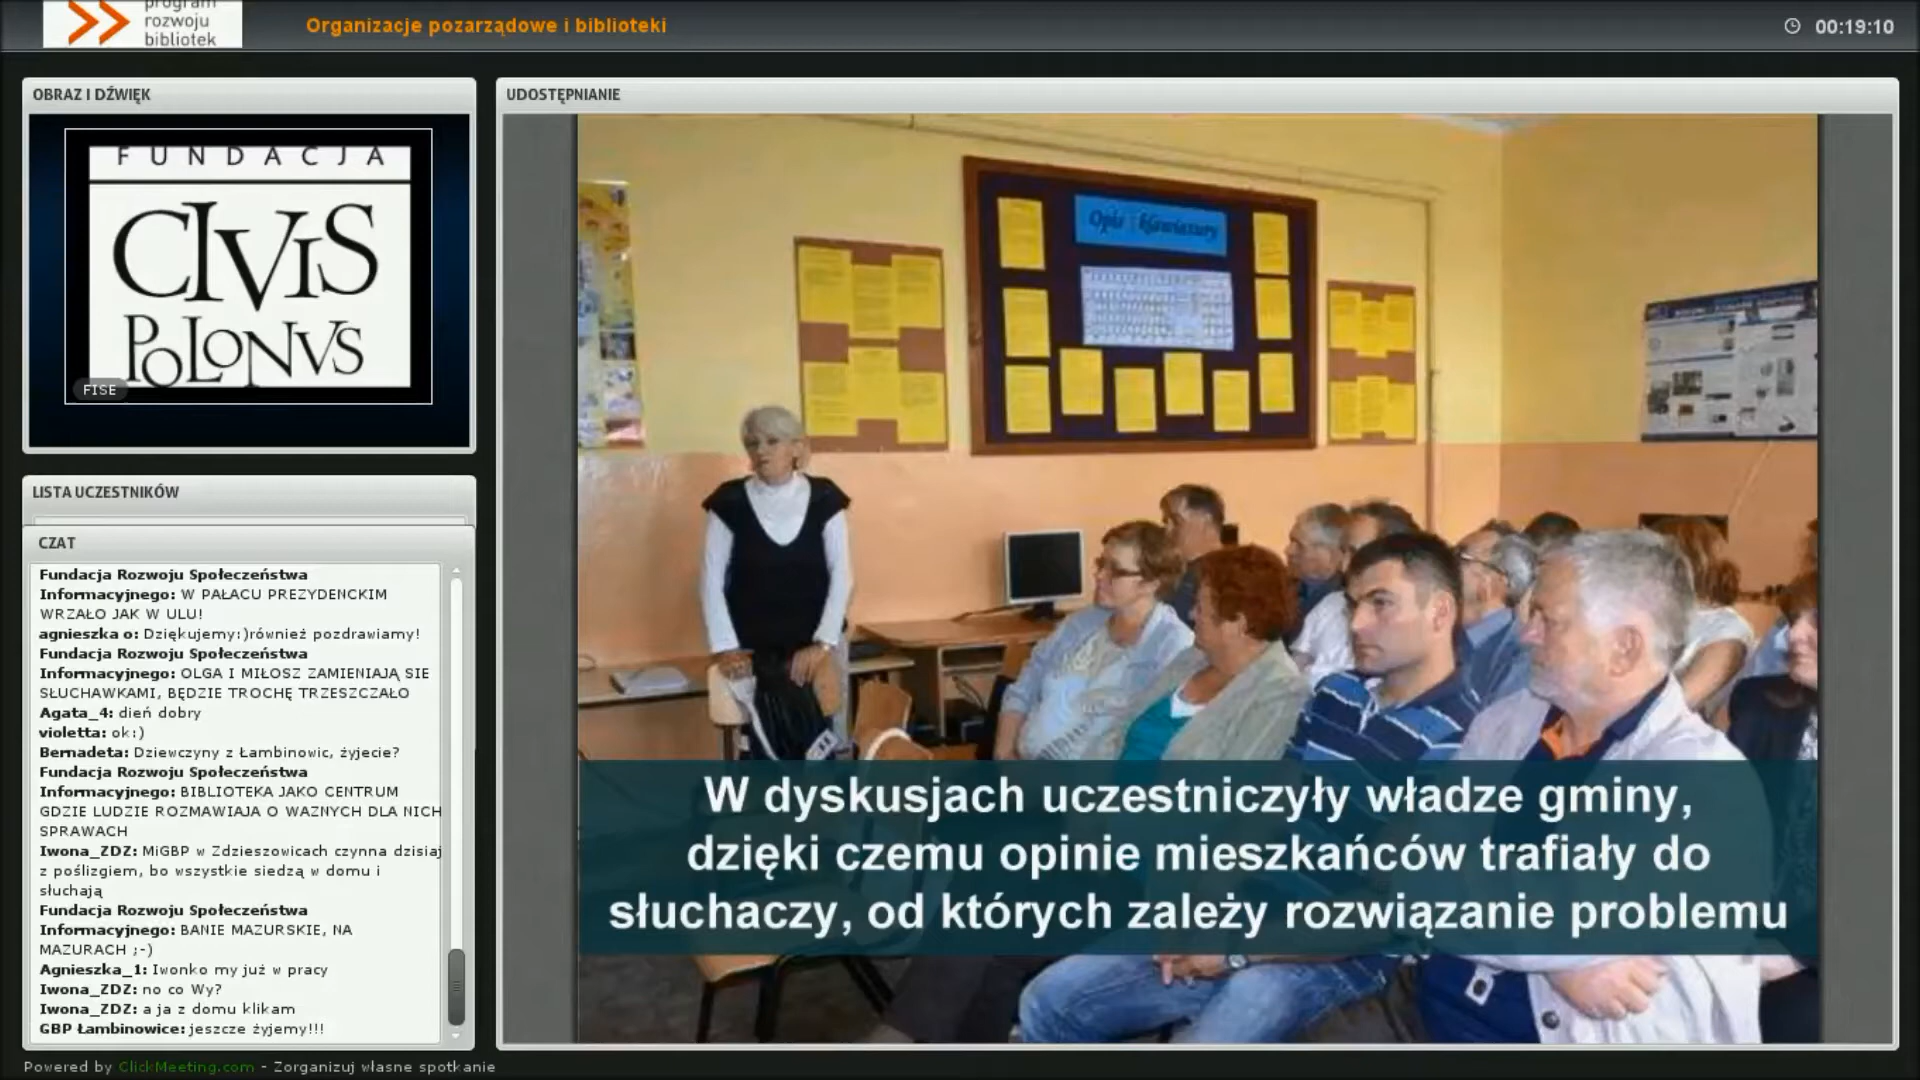 program
rozwoju
bibliotek
Organizacje pozarządowe i biblioteki
00:19:10
OBRAZ I DŹWIĘK
FUNDACJA
CIVIS
POLONVS
FISE
LISTA UCZESTNIKÓW
CZAT
Fundacja Rozwoju Społeczeństwa
Informacyjnego: W PAŁACU PREZYDENCKIM
WRZAŁO JAK W ULU!
agnieszka o: Dziękujemy:)również pozdrawiamy!
Fundacja Rozwoju Społeczeństwa
Informacyjnego: OLGA I MIŁOSZ ZAMIENIAJĄ SIE
SŁUCHAWKAMI, BĘDZIE TROCHĘ TRZESZCZAŁO
Agata_4: dień dobry
violetta: ok:)
Bernadeta: Dziewczyny z Łambinowic, żyjecie?
Fundacja Rozwoju Społeczeństwa
Informacyjnego: BIBLIOTEKA JAKO CENTRUM
GDZIE LUDZIE ROZMAWIAJA O WAZNYCH DLA NICH
SPRAWACH
Iwona_ZDZ: MiGBP w Zdzieszowicach czynna dzisiaj
z poślizgiem, bo wszystkie siedzą w domu i
słuchają
Fundacja Rozwoju Społeczeństwa
Informacyjnego: BANIE MAZURSKIE, NA
MAZURACH ;-)
Agnieszka_1: Iwonko my już w pracy
Iwona_ZDZ: no co Wy?
Iwona_ZDZ: a ja z domu klikam
GBP Łambinowice: jeszcze żyjemy!!!
Powered by ClickMeeting.com - Zorganizuj własne spotkanie
UDOSTĘPNIANIE
Opis klawiatury
W dyskusjach uczestniczyły władze gminy,
dzięki czemu opinie mieszkańców trafiały do
słuchaczy, od których zależy rozwiązanie problemu